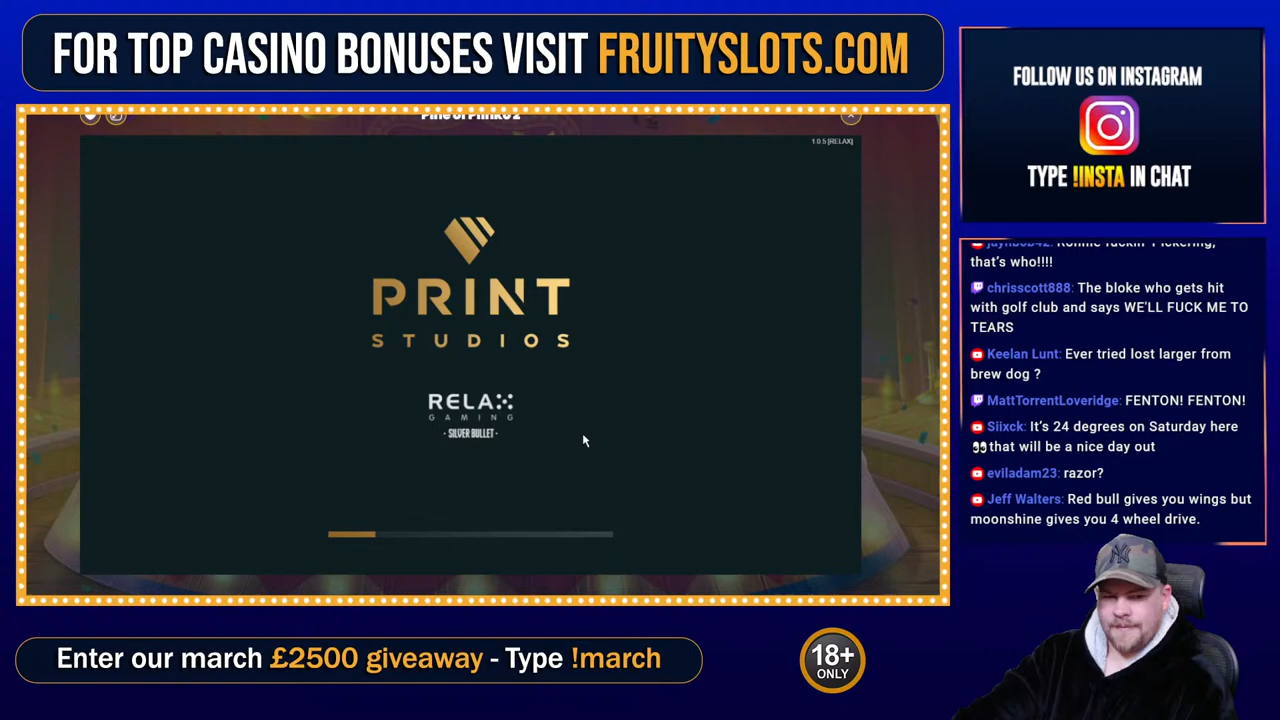 FOR TOP CASINO BONUSES VISIT FRUITYSLOTS.COM
FOLLOW US ON INSTAGRAM
TYPE !INSTA IN CHAT
1.0.5 [RELAX]
PRINT
STUDIOS
RELAX
GAMING
· SILVER BULLET ·
that's who!!!!
chrisscott888: The bloke who gets hit
with golf club and says WE'LL FUCK ME TO
TEARS
Keelan Lunt: Ever tried lost larger from
brew dog ?
MattTorrentLoveridge: FENTON! FENTON!
Siixck: It's 24 degrees on Saturday here
👀that will be a nice day out
eviladam23: razor?
Jeff Walters: Red bull gives you wings but
moonshine gives you 4 wheel drive.
Enter our march £2500 giveaway - Type !march
18+
ONLY